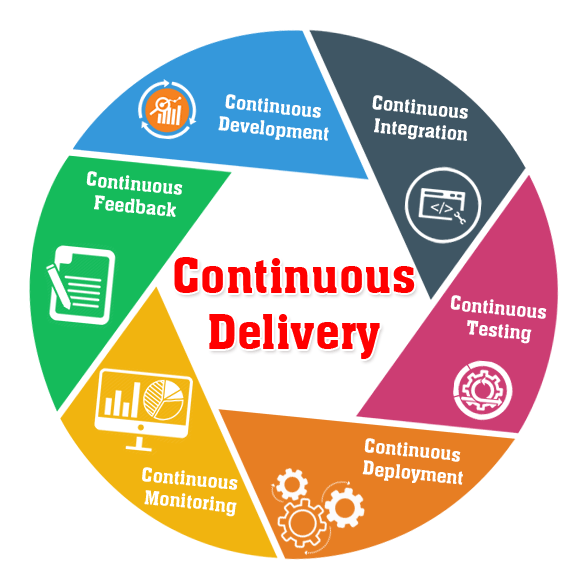 Continuous
Development
Continuous
Integration
Continuous
Testing
Continuous
Deployment
Continuous
Monitoring
Continuous
Feedback
Continuous
Delivery